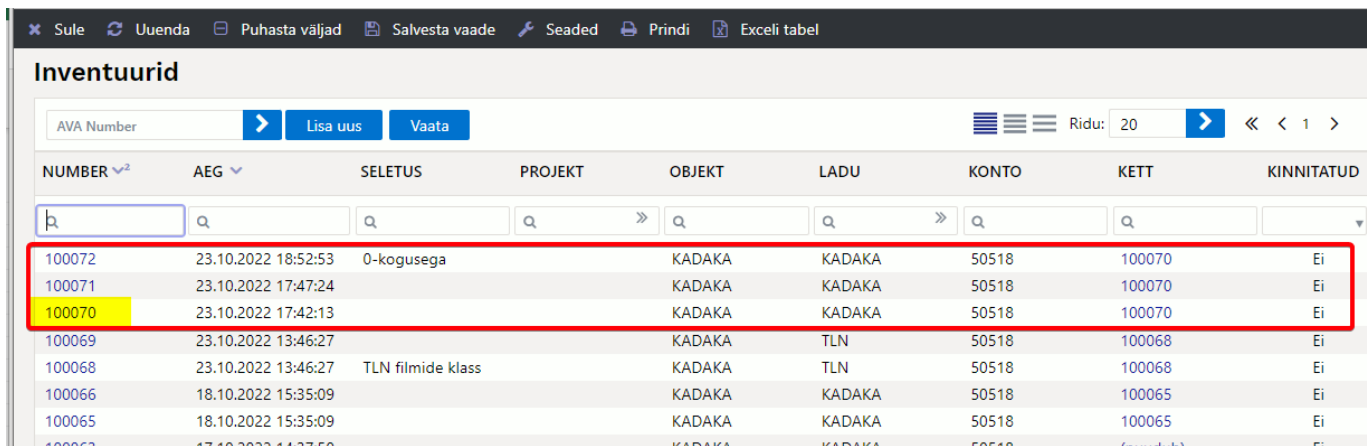 Sule Uuenda Puhasta väljad Salvesta vaade Seaded Prindi Exceli tabel
Inventuurid
AVA Number Lisa uus Vaata Ridu: 20 1
NUMBER 2 AEG SELETUS PROJEKT OBJEKT LADU KONTO KETT KINNITATUD
100072 23.10.2022 18:52:53 0-kogusega KADAKA KADAKA 50518 100070 Ei
100071 23.10.2022 17:47:24 KADAKA KADAKA 50518 100070 Ei
100070 23.10.2022 17:42:13 KADAKA KADAKA 50518 100070 Ei
100069 23.10.2022 13:46:27 KADAKA TLN 50518 100068 Ei
100068 23.10.2022 13:46:27 TLN filmide klass KADAKA TLN 50518 100068 Ei
100066 18.10.2022 15:35:09 KADAKA KADAKA 50518 100065 Ei
100065 18.10.2022 15:35:09 KADAKA KADAKA 50518 100065 Ei